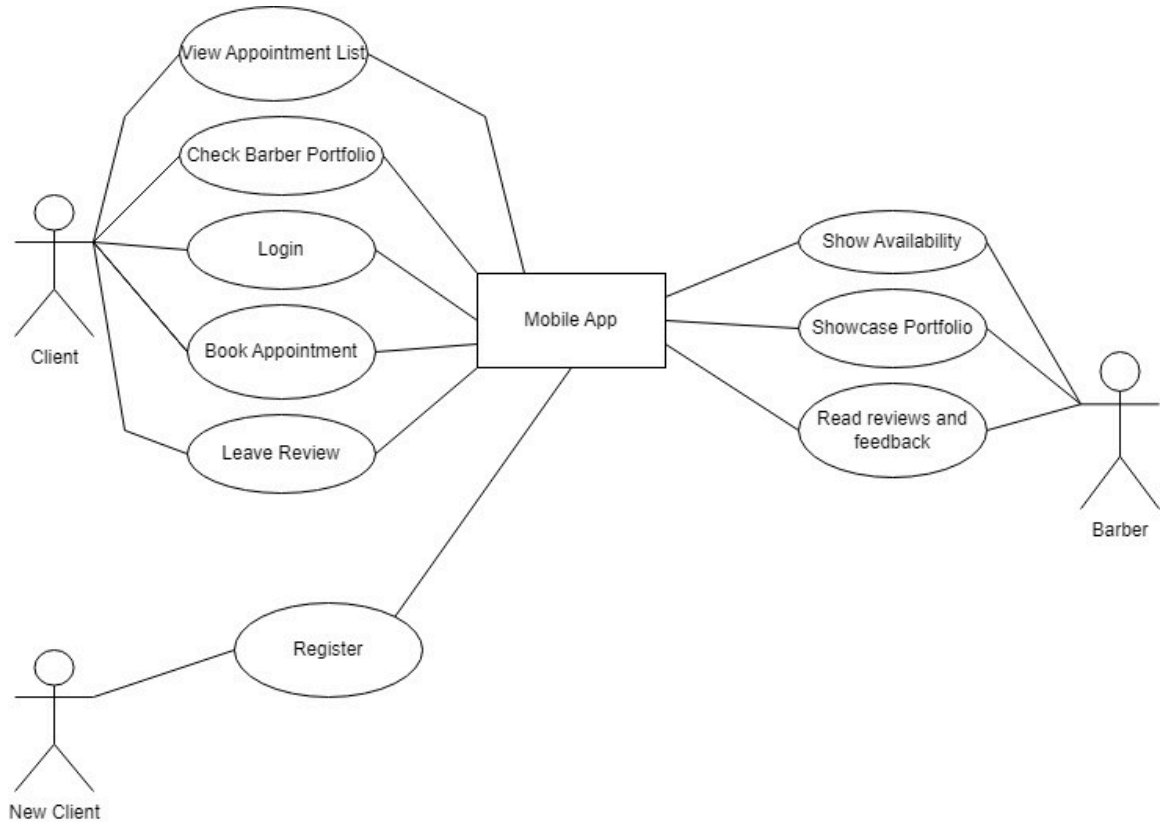 View Appointment List
Check Barber Portfolio
Login
Book Appointment
Leave Review
Client
Mobile App
Show Availability
Showcase Portfolio
Read reviews and
feedback
Barber
Register
New Client